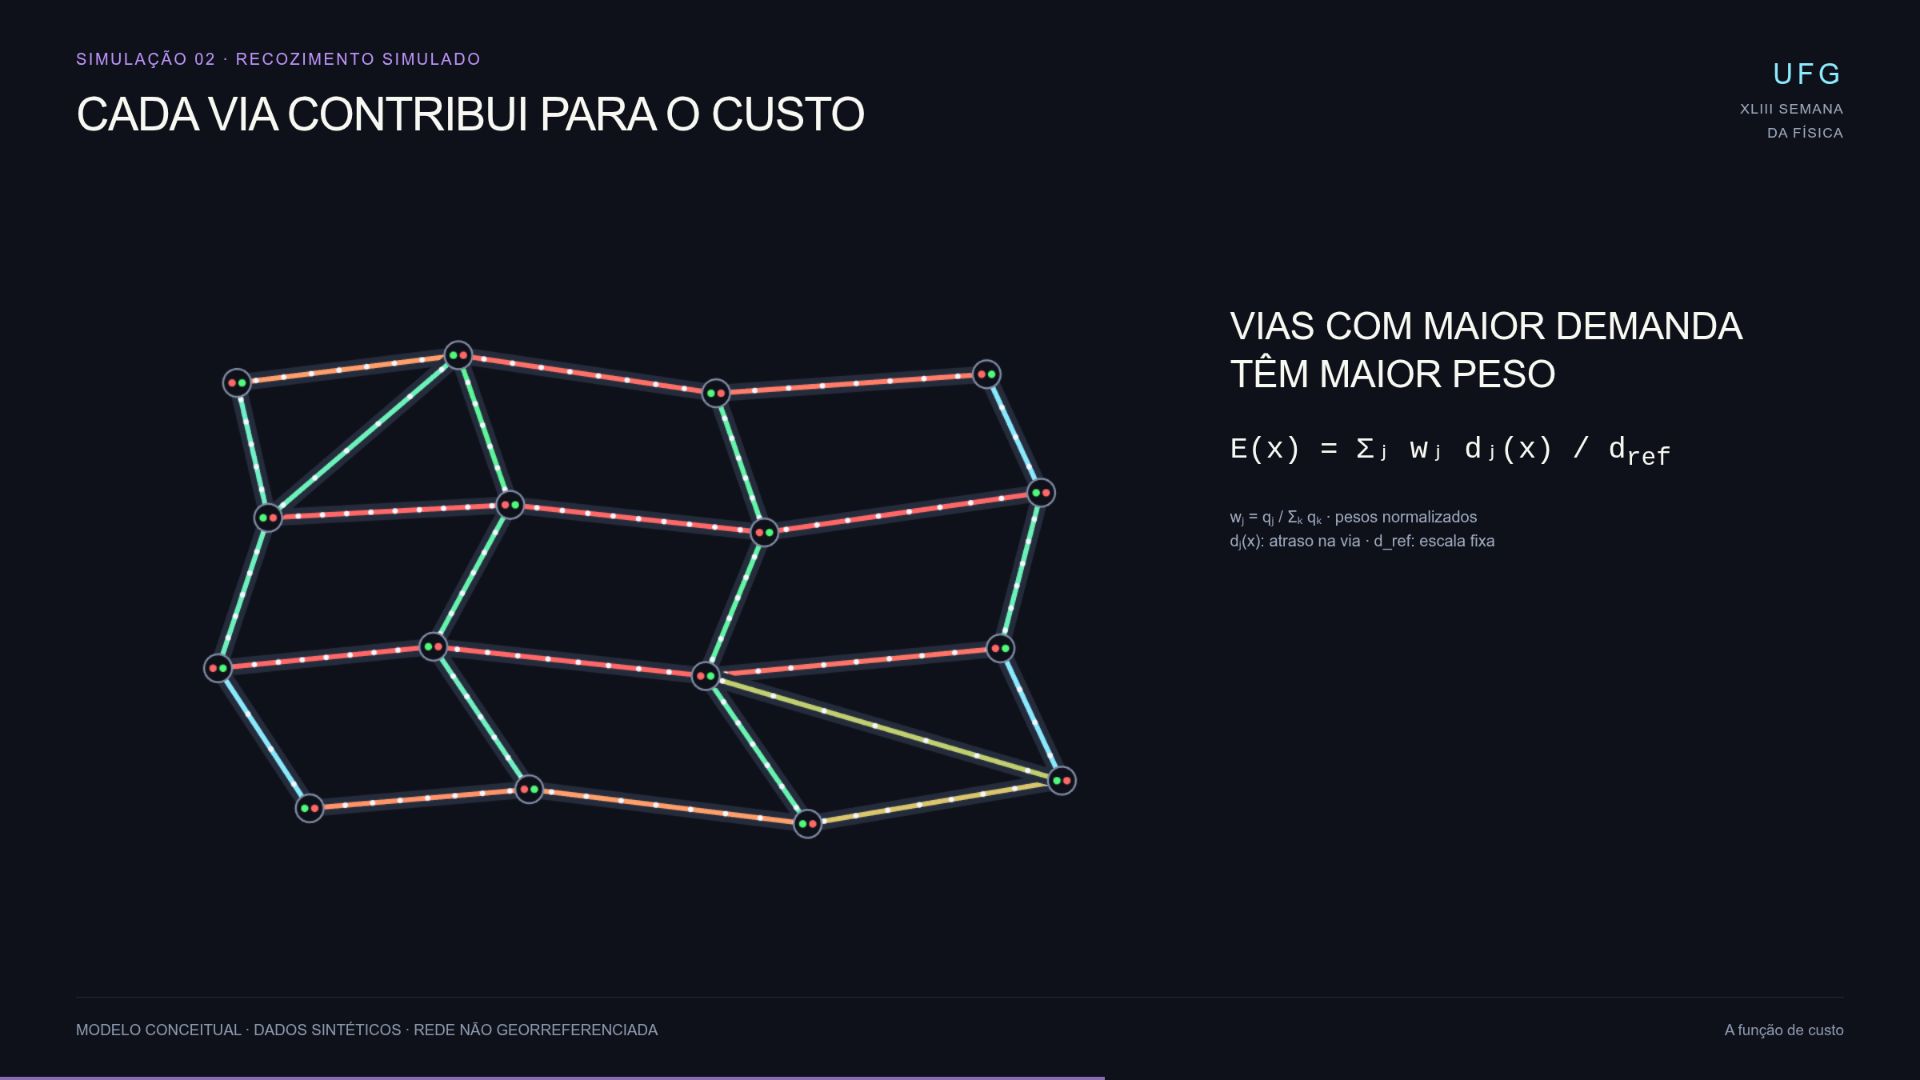 SIMULAÇÃO 02 · RECOZIMENTO SIMULADO
CADA VIA CONTRIBUI PARA O CUSTO
UFG
XLIII SEMANA
DA FÍSICA
VIAS COM MAIOR DEMANDA
TÊM MAIOR PESO
E(x) = Σⱼ wⱼ dⱼ(x) / d_ref
wⱼ = qⱼ / Σₖ qₖ · pesos normalizados
dⱼ(x): atraso na via · d_ref: escala fixa
MODELO CONCEITUAL · DADOS SINTÉTICOS · REDE NÃO GEORREFERENCIADA
A função de custo